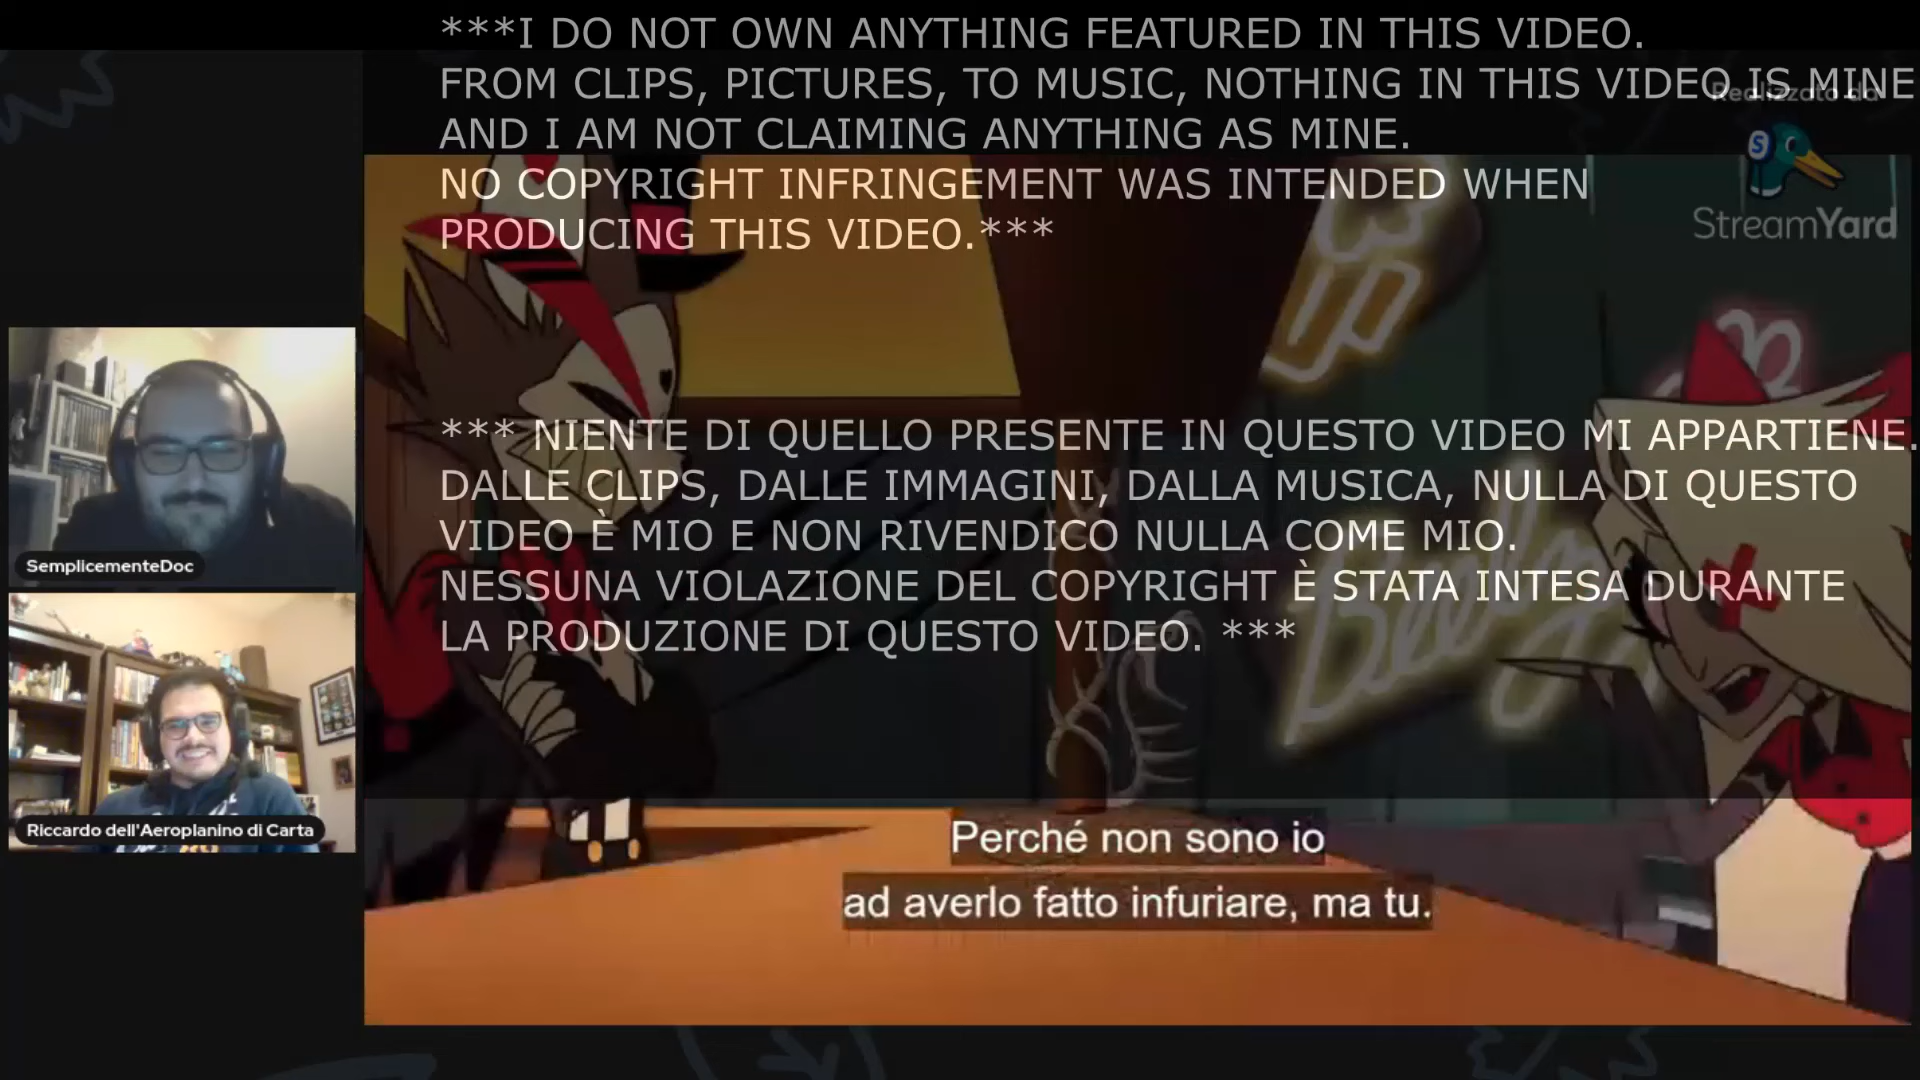 ***I DO NOT OWN ANYTHING FEATURED IN THIS VIDEO.
FROM CLIPS, PICTURES, TO MUSIC, NOTHING IN THIS VIDEO IS MINE
AND I AM NOT CLAIMING ANYTHING AS MINE.
NO COPYRIGHT INFRINGEMENT WAS INTENDED WHEN
PRODUCING THIS VIDEO.***
Realizzato da
S
StreamYard
*** NIENTE DI QUELLO PRESENTE IN QUESTO VIDEO MI APPARTIENE.
DALLE CLIPS, DALLE IMMAGINI, DALLA MUSICA, NULLA DI QUESTO
VIDEO È MIO E NON RIVENDICO NULLA COME MIO.
NESSUNA VIOLAZIONE DEL COPYRIGHT È STATA INTESA DURANTE
LA PRODUZIONE DI QUESTO VIDEO. ***
SemplicementeDoc
Riccardo dell'Aeroplanino di Carta
Perché non sono io
ad averlo fatto infuriare, ma tu.